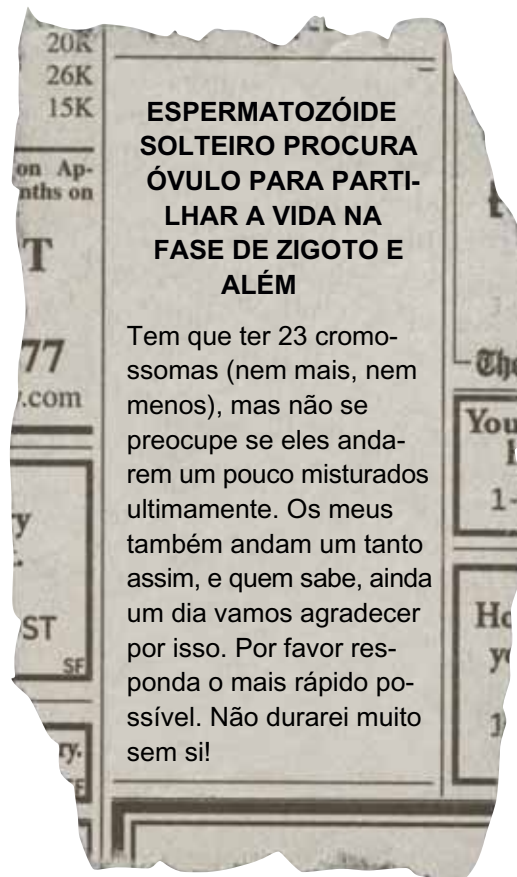 20K
26K
15K
on Ap-
nths on
T
77
.com
y
ST
SF
ry.
ESPERMATOZÓIDE
SOLTEIRO PROCURA
ÓVULO PARA PARTI-
LHAR A VIDA NA
FASE DE ZIGOTO E
ALÉM
Tem que ter 23 cromo-
ssomas (nem mais, nem
menos), mas não se
preocupe se eles anda-
rem um pouco misturados
ultimamente. Os meus
também andam um tanto
assim, e quem sabe, ainda
um dia vamos agradecer
por isso. Por favor res-
ponda o mais rápido po-
ssível. Não durarei muito
sem si!
t
The
You
1-
Ho
yo
1